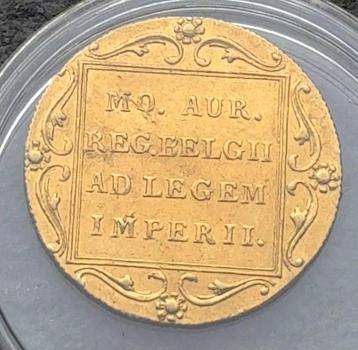 MO. AUR.
REG.BELGII
AD LEGEM
IMPERII.